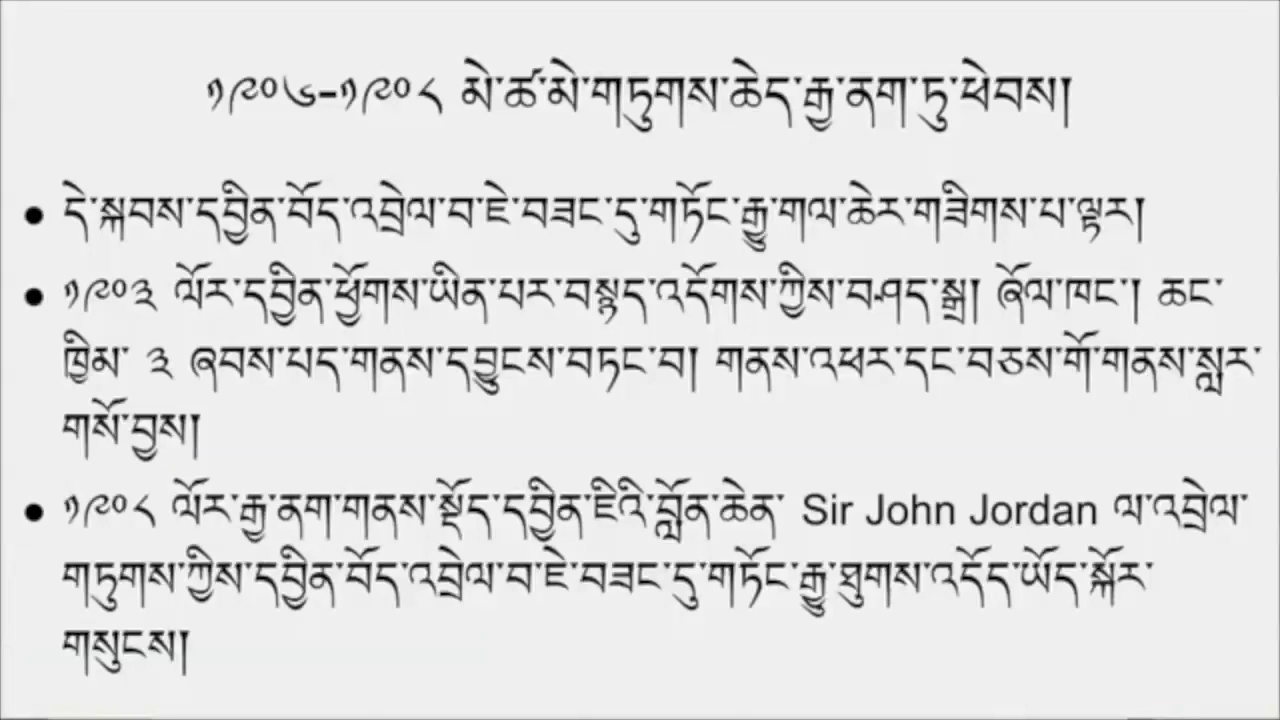 ༡༩༠༦-༡༩༠༨ མེ་ཚ་མེ་གཏུགས་ཆེད་རྒྱ་ནག་ཏུ་ཕེབས།
• དེ་སྐབས་དབྱིན་བོད་འབྲེལ་བ་ཇེ་བཟང་དུ་གཏོང་རྒྱུ་གལ་ཆེར་གཟིགས་པ་ལྟར།
• ༡༩༠༣ ལོར་དབྱིན་ཕྱོགས་ཡིན་པར་བསྙད་འདོགས་ཀྱིས་བཤད་སྒྲ། ཞོལ་ཁང་། ཆང་
ཁྱིམ་ ༣ ཞབས་པད་གནས་དབྱུངས་བཏང་བ། གནས་འཕར་དང་བཅས་གོ་གནས་སླར་
གསོ་བྱས།
• ༡༩༠༨ ལོར་རྒྱ་ནག་གནས་སྡོད་དབྱིན་ཇིའི་བློན་ཆེན་ Sir John Jordan ལ་འབྲེལ་
གཏུགས་ཀྱིས་དབྱིན་བོད་འབྲེལ་བ་ཇེ་བཟང་དུ་གཏོང་རྒྱུ་ཐུགས་འདོད་ཡོད་སྐོར་
གསུངས།